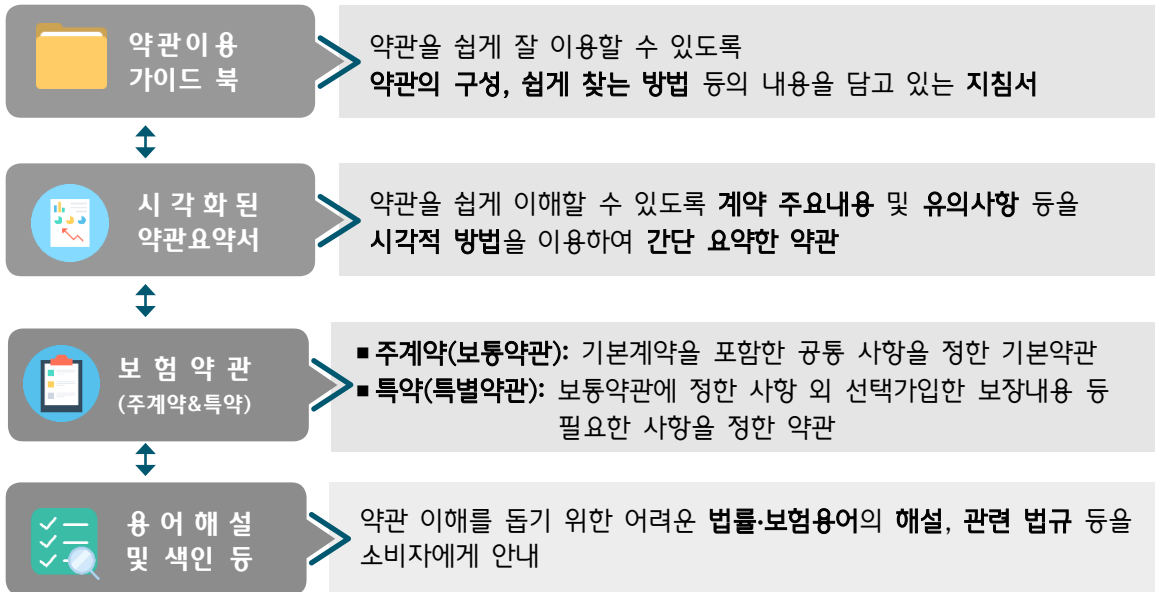 약관이용
가이드 북
약관을 쉽게 잘 이용할 수 있도록
약관의 구성, 쉽게 찾는 방법 등의 내용을 담고 있는 지침서
시 각 화 된
약관요약서
약관을 쉽게 이해할 수 있도록 계약 주요내용 및 유의사항 등을
시각적 방법을 이용하여 간단 요약한 약관
보 험 약 관
(주계약&특약)
▪ 주계약(보통약관): 기본계약을 포함한 공통 사항을 정한 기본약관
▪ 특약(특별약관): 보통약관에 정한 사항 외 선택가입한 보장내용 등
필요한 사항을 정한 약관
용 어 해 설
및 색인 등
약관 이해를 돕기 위한 어려운 법률·보험용어의 해설, 관련 법규 등을
소비자에게 안내